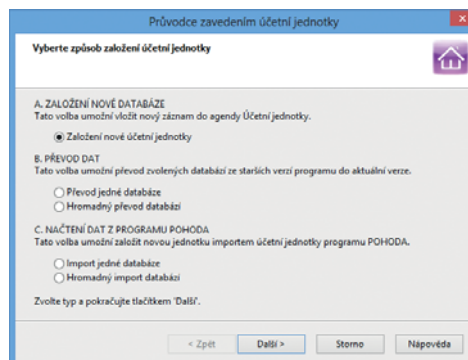 Průvodce zavedením účetní jednotky
x
Vyberte způsob založení účetní jednotky
A. ZALOŽENÍ NOVÉ DATABÁZE
Tato volba umožní vložit nový záznam do agendy Účetní jednotky.
Založení nové účetní jednotky
B. PŘEVOD DAT
Tato volba umožní převod zvolených databází ze starších verzí programu do aktuální verze.
Převod jedné databáze
Hromadný převod databází
C. NAČTENÍ DAT Z PROGRAMU POHODA
Tato volba umožní založit novou jednotku importem účetní jednotky programu POHODA.
Import jedné databáze
Hromadný import databází
Zvolte typ a pokračujte tlačítkem 'Další'.
< Zpět Další > Storno Nápověda